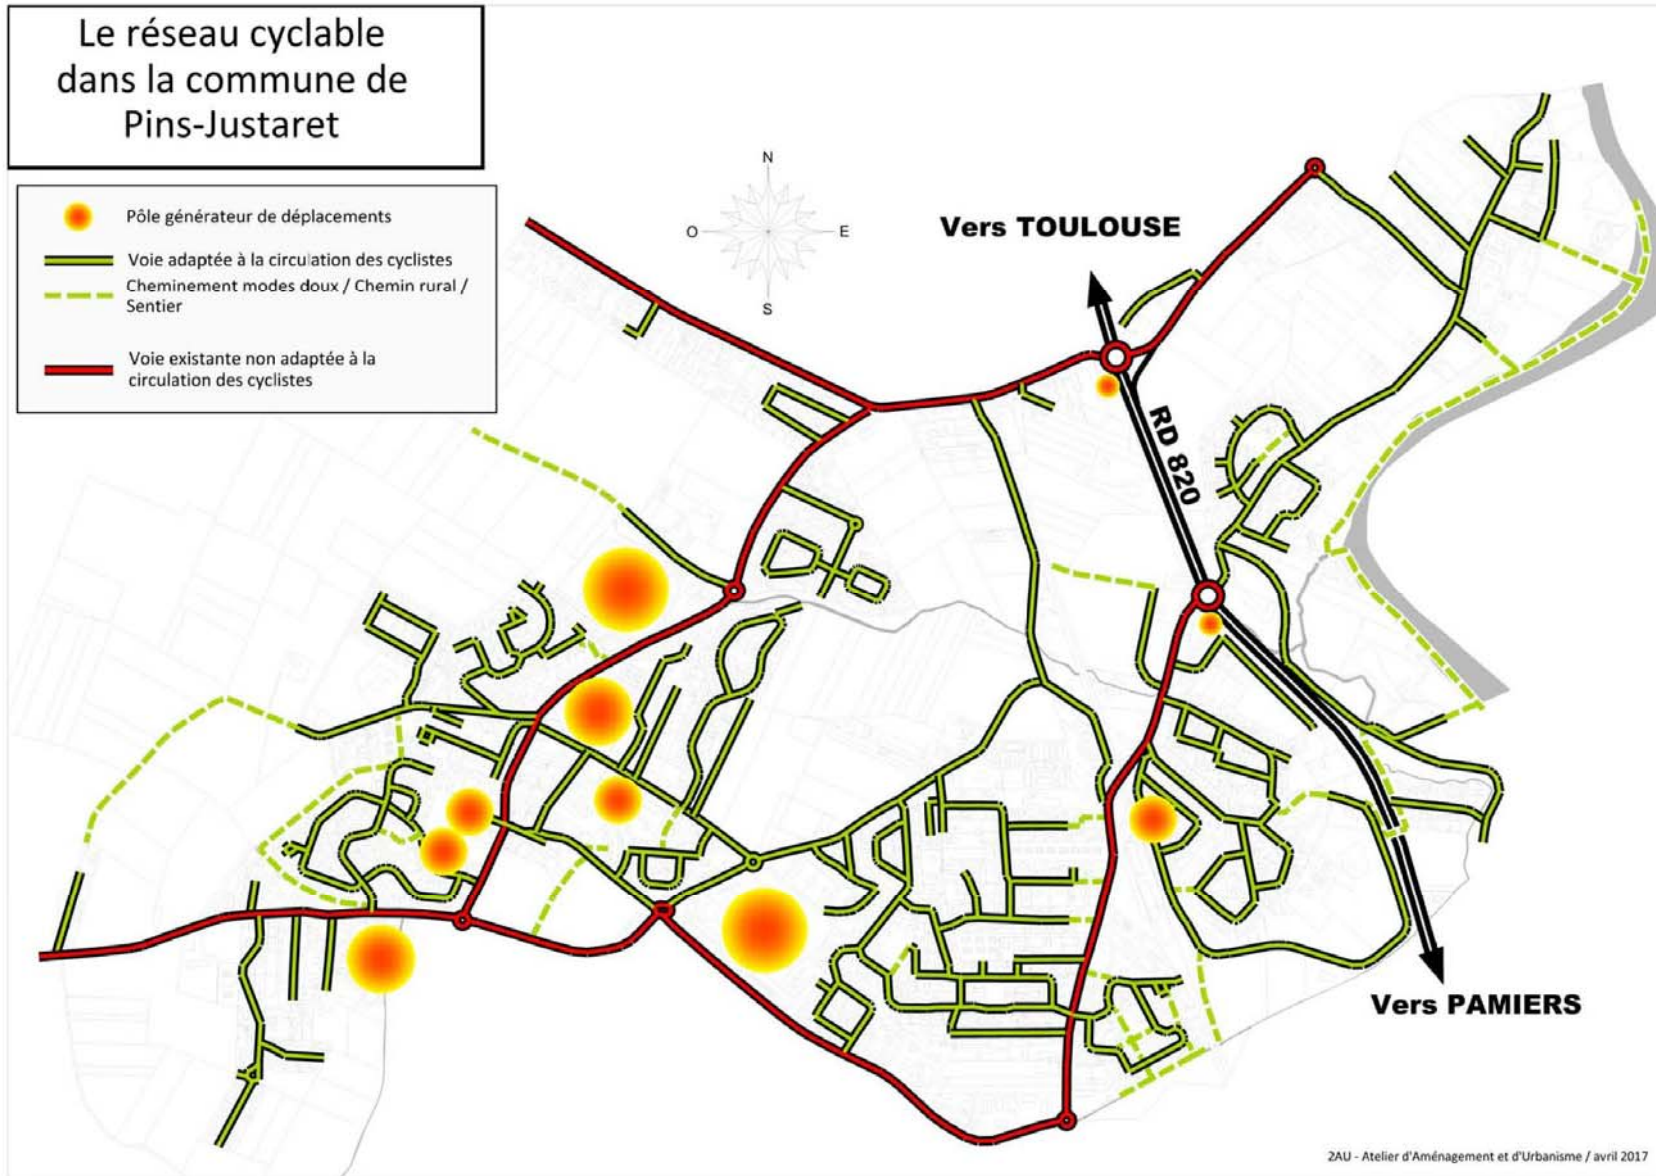 Le réseau cyclable
dans la commune de
Pins-Justaret
Pôle générateur de déplacements
Voie adaptée à la circulation des cyclistes
Cheminement modes doux / Chemin rural /
Sentier
Voie existante non adaptée à la
circulation des cyclistes
N
O
E
S
Vers TOULOUSE
RD 820
Vers PAMIERS
2AU - Atelier d'Aménagement et d'Urbanisme / avril 2017